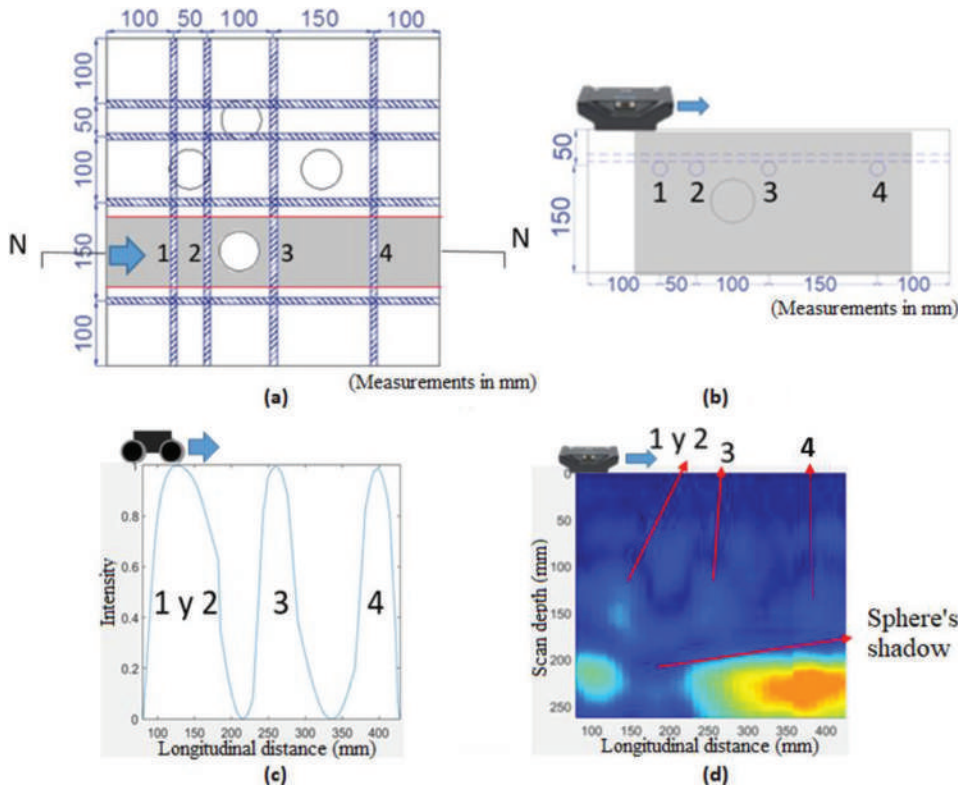 100 50 100 150 100
100
50
100
150
100
N
N
1 2 3 4
(Measurements in mm)
(a)
50
150
1 2 3 4
100 50 100 150 100
(Measurements in mm)
(b)
Intensity
0.8
0.6
0.4
0.2
0
1 y 2
3
4
100 150 200 250 300 350 400
Longitudinal distance (mm)
(c)
1 y 2
3
4
Scan depth (mm)
0
50
100
150
200
250
Sphere's
shadow
100 150 200 250 300 350 400
Longitudinal distance (mm)
(d)